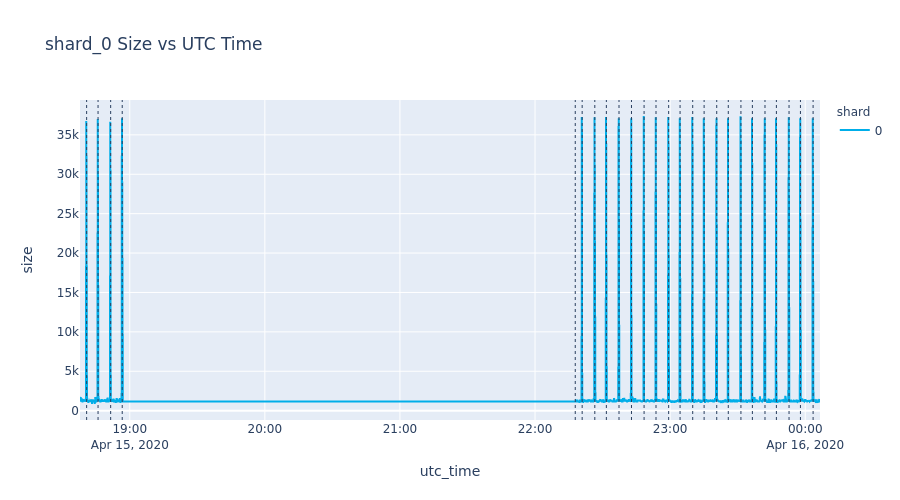 shard_0 Size vs UTC Time
shard
0
35k
30k
25k
20k
15k
10k
5k
0
size
19:00 20:00 21:00 22:00 23:00 00:00
Apr 15, 2020 Apr 16, 2020
utc_time